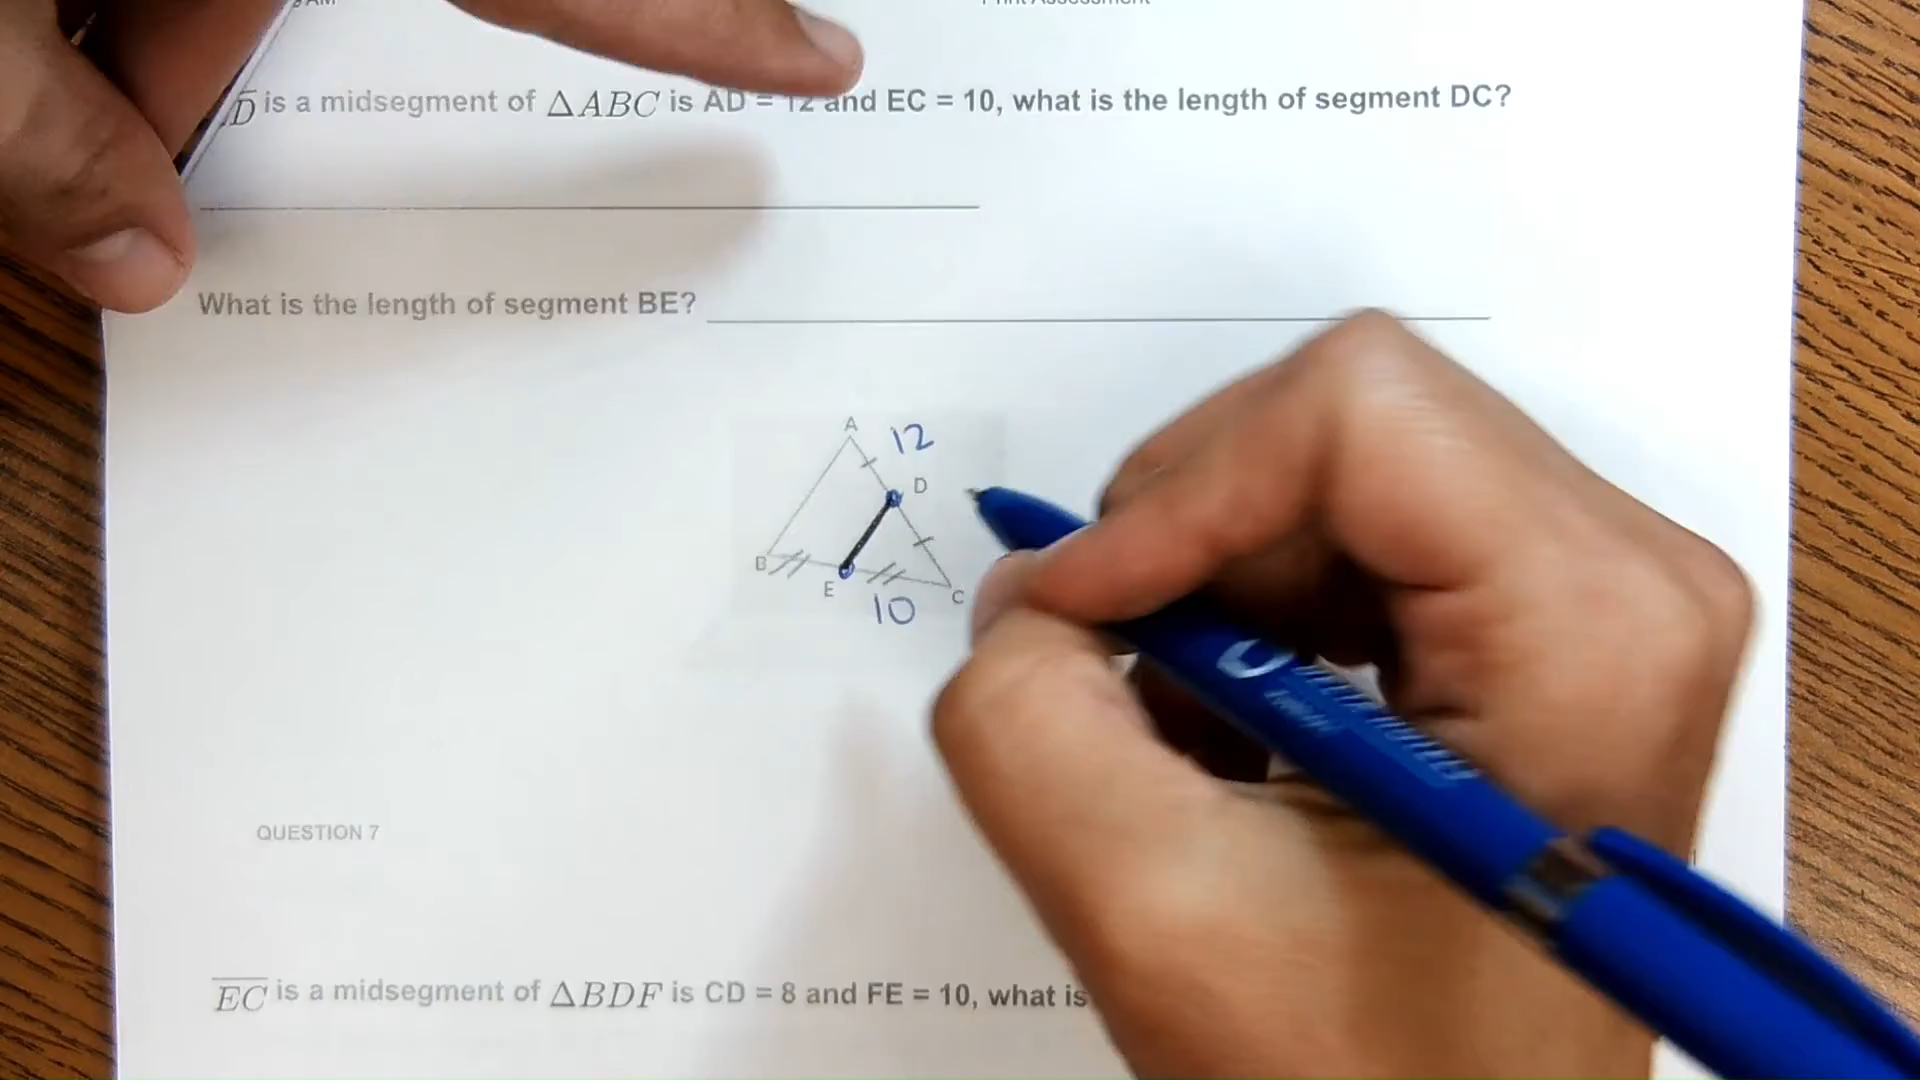 D is a midsegment of △ABC is AD = 12 and EC = 10, what is the length of segment DC?
What is the length of segment BE?
A 12
D
B E C
10
QUESTION 7
EC is a midsegment of △BDF is CD = 8 and FE = 10, what is